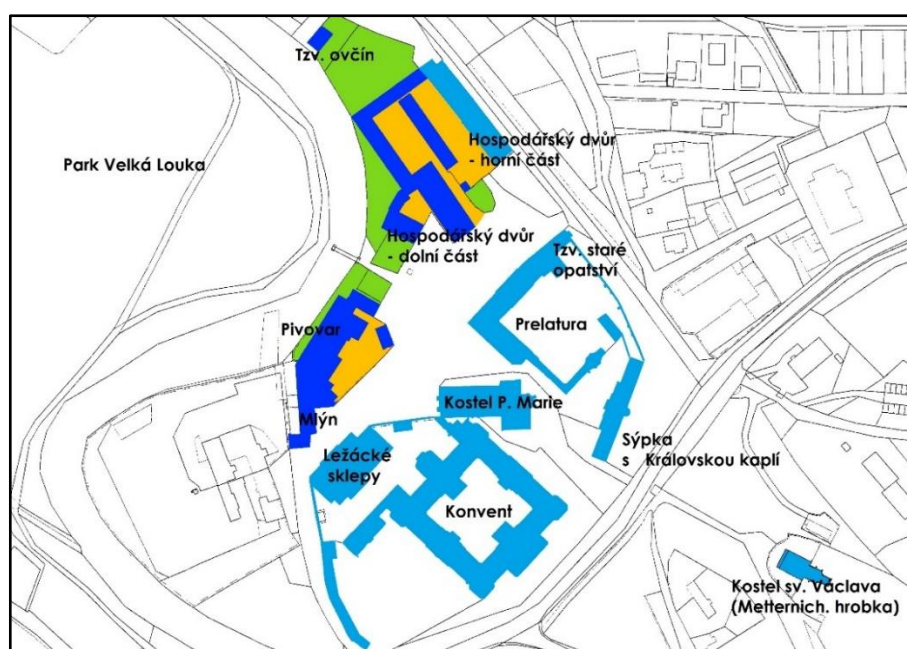 Tzv. ovčín
Hospodářský dvůr
- horní část
Park Velká Louka
Hospodářský dvůr
- dolní část
Tzv. staré
opatství
Prelatura
Pivovar
Kostel P. Marie
Mlýn
Ležácké
sklepy
Sýpka
s Královskou kaplí
Konvent
Kostel sv. Václava
(Metternich. hrobka)